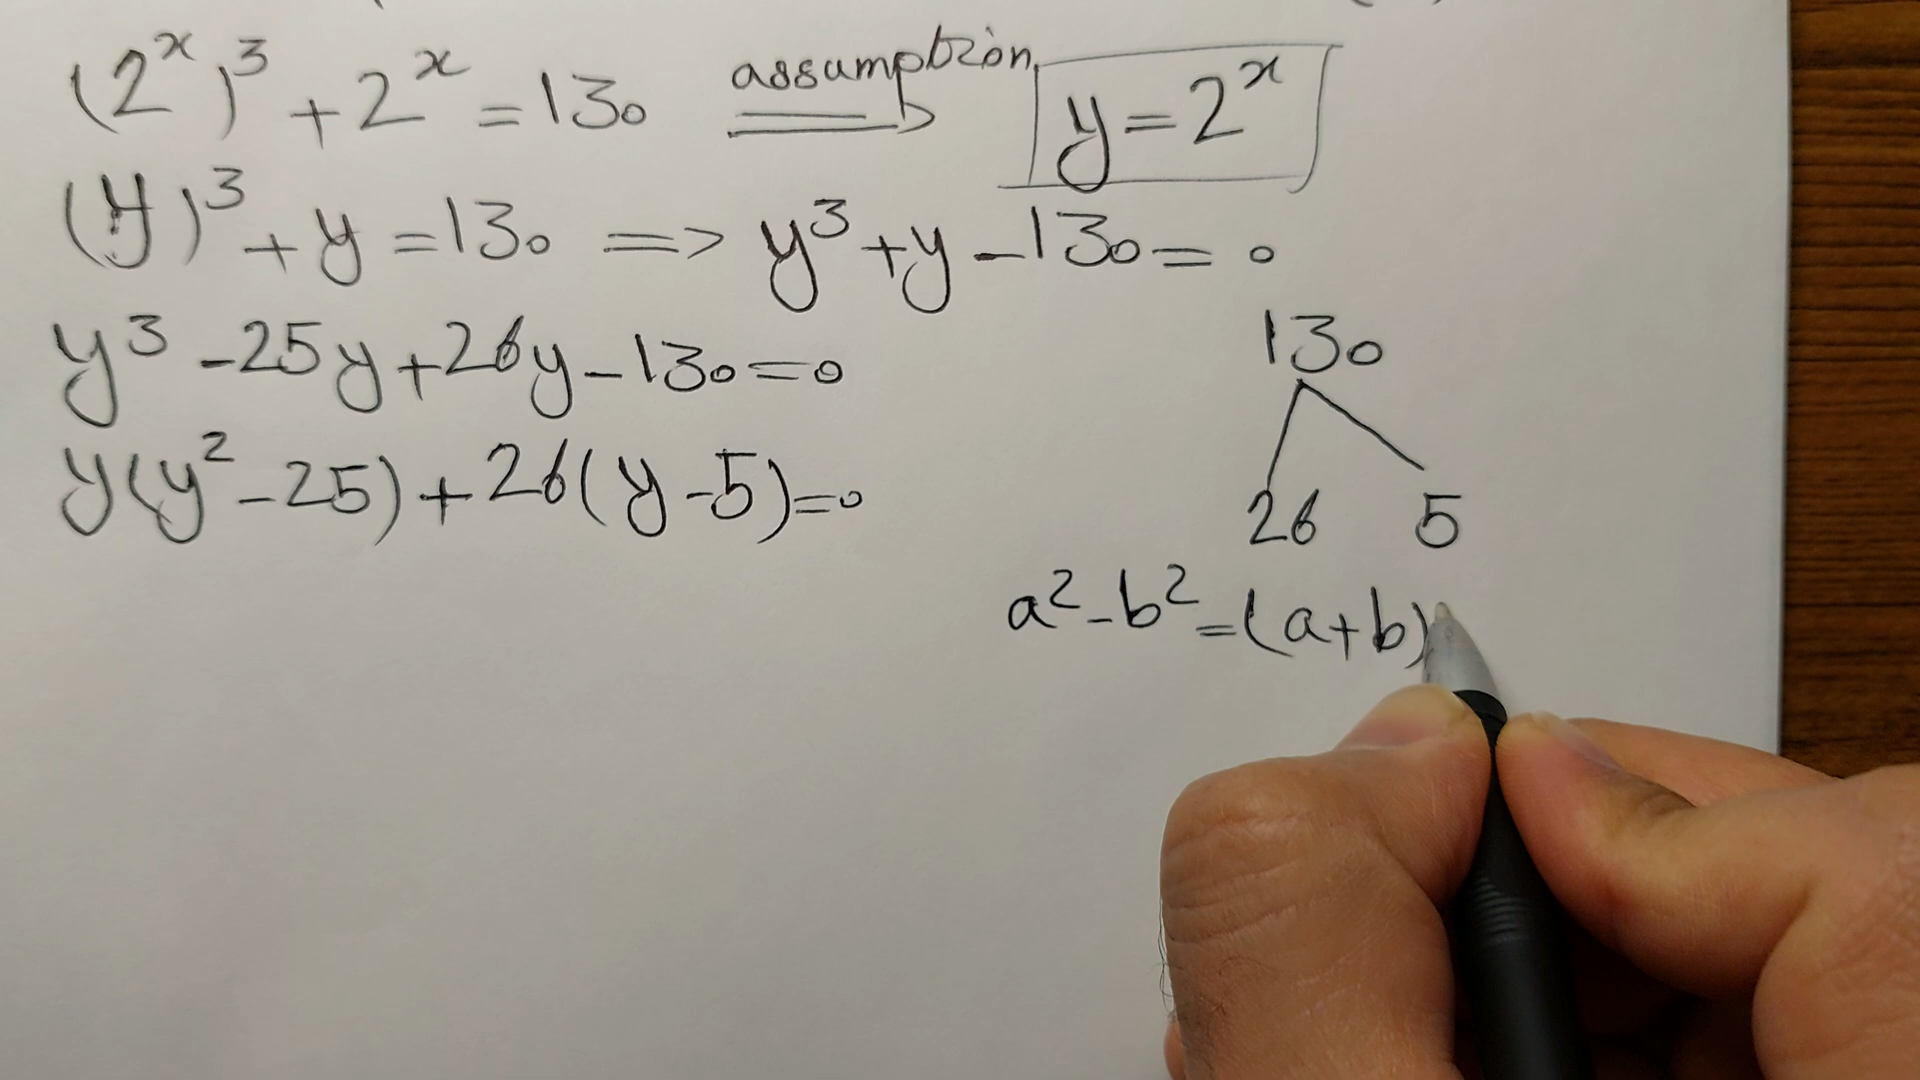 (2^x)^3 + 2^x = 130 assumption ⟹ y = 2^x
(y)^3 + y = 130 => y^3 + y - 130 = 0
y^3 - 25y + 26y - 130 = 0
130
y(y^2 - 25) + 26(y - 5) = 0
26 5
a^2 - b^2 = (a+b)